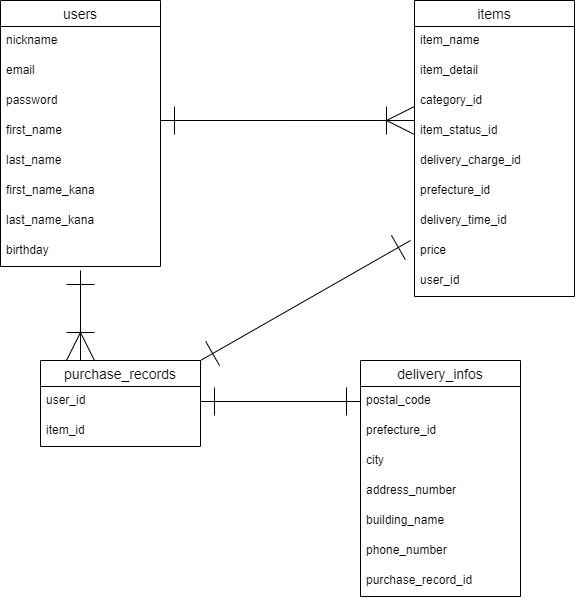 users
nickname
email
password
first_name
last_name
first_name_kana
last_name_kana
birthday
items
item_name
item_detail
category_id
item_status_id
delivery_charge_id
prefecture_id
delivery_time_id
price
user_id
purchase_records
user_id
item_id
delivery_infos
postal_code
prefecture_id
city
address_number
building_name
phone_number
purchase_record_id